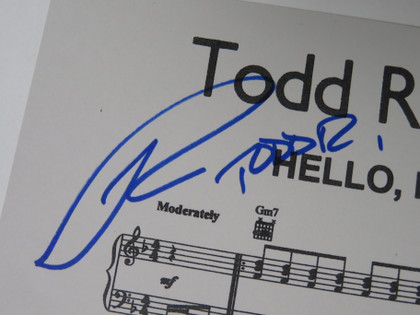 Todd R
TODD R.
HELLO,
Moderately
Gm7
mf